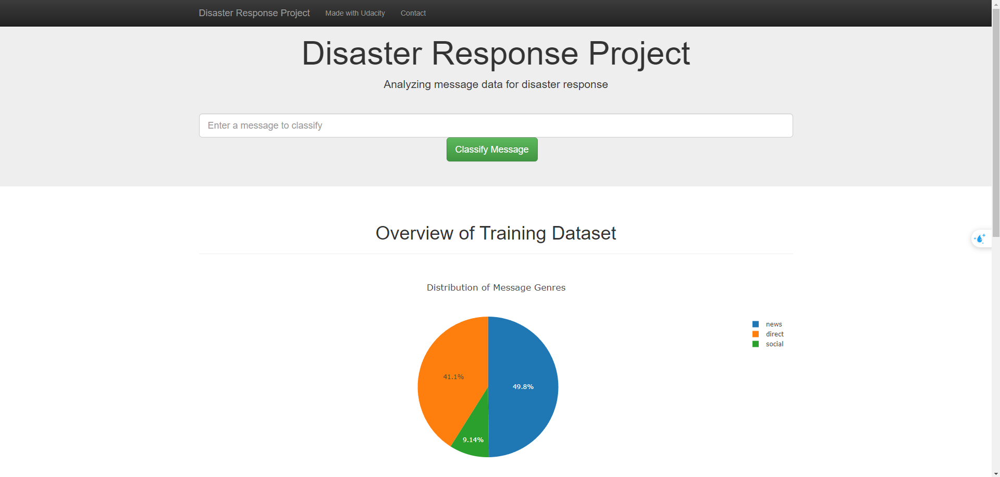 Disaster Response Project Made with Udacity Contact
Disaster Response Project
Analyzing message data for disaster response
Enter a message to classify
Classify Message
Overview of Training Dataset
Distribution of Message Genres
news
direct
social
41.1%
49.8%
9.14%